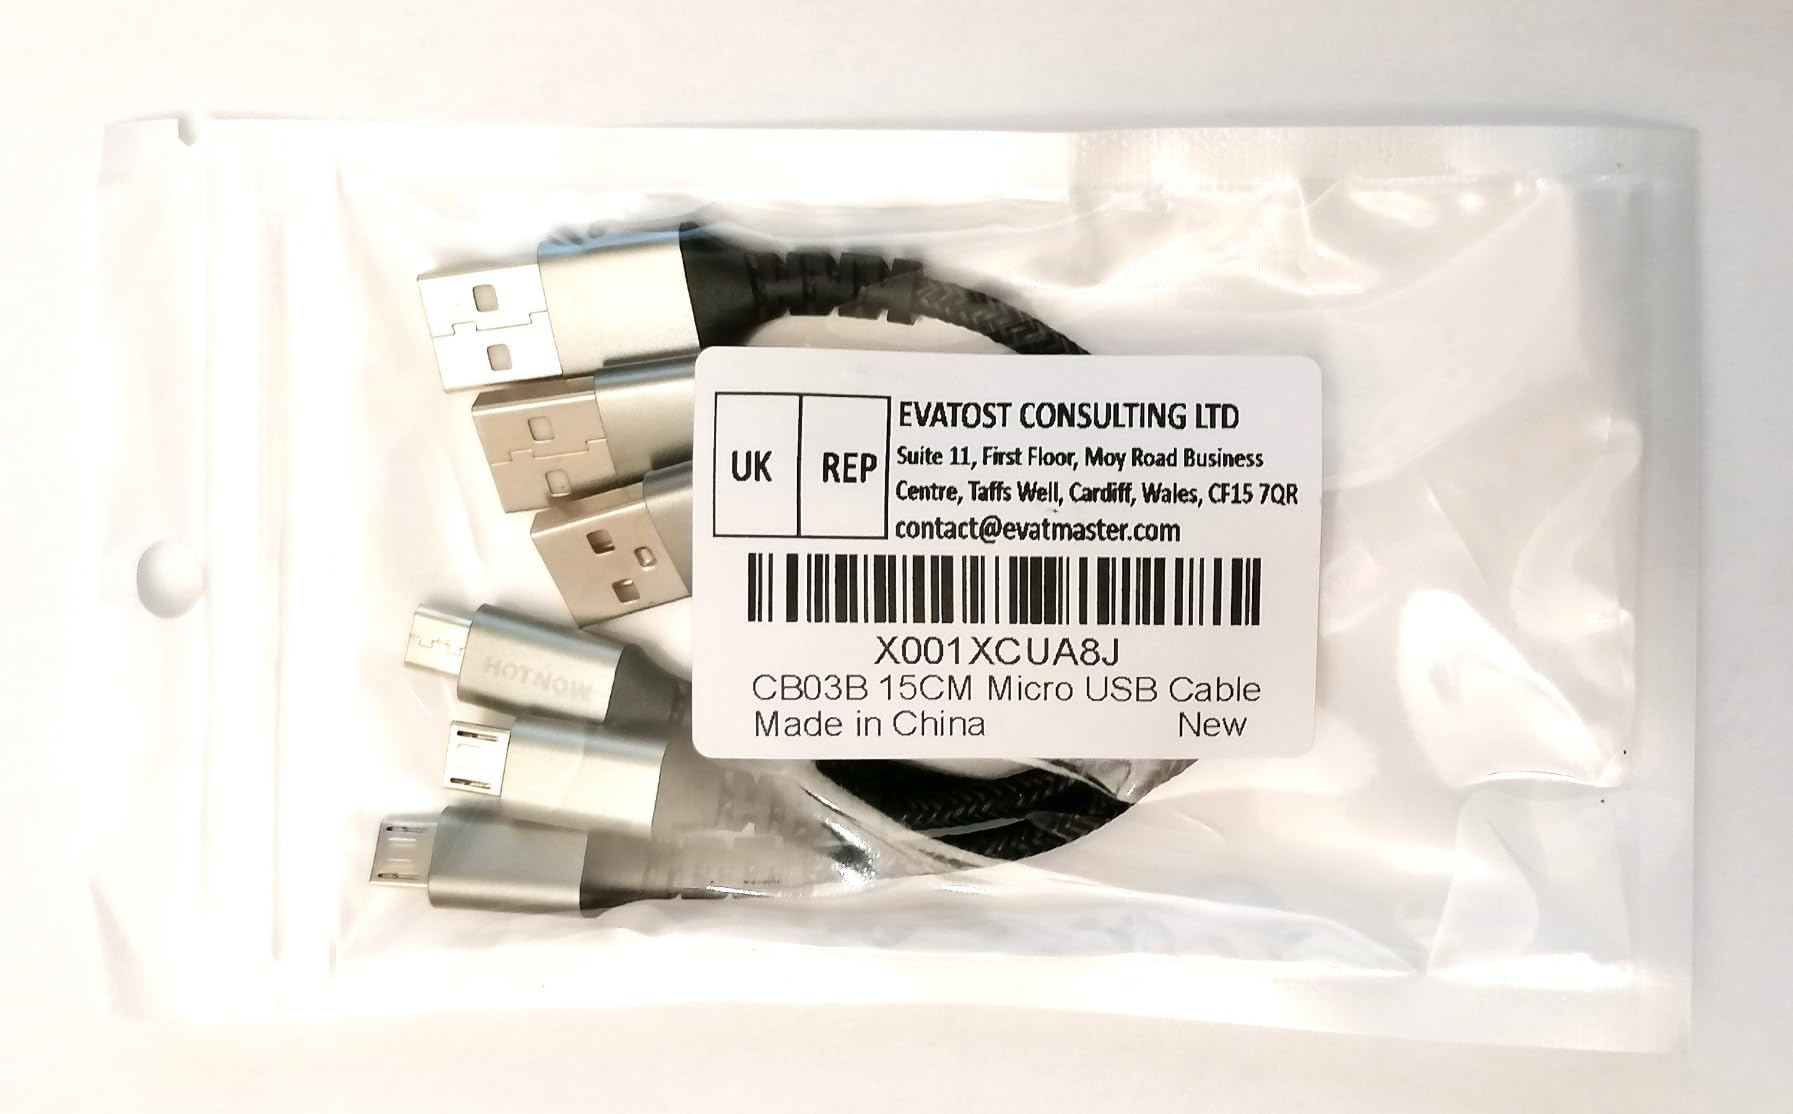 UK REP
EVATOST CONSULTING LTD
Suite 11, First Floor, Moy Road Business
Centre, Taffs Well, Cardiff, Wales, CF15 7QR
contact@evatmaster.com
X001XCUA8J
CB03B 15CM Micro USB Cable
Made in China New
HOTNOW